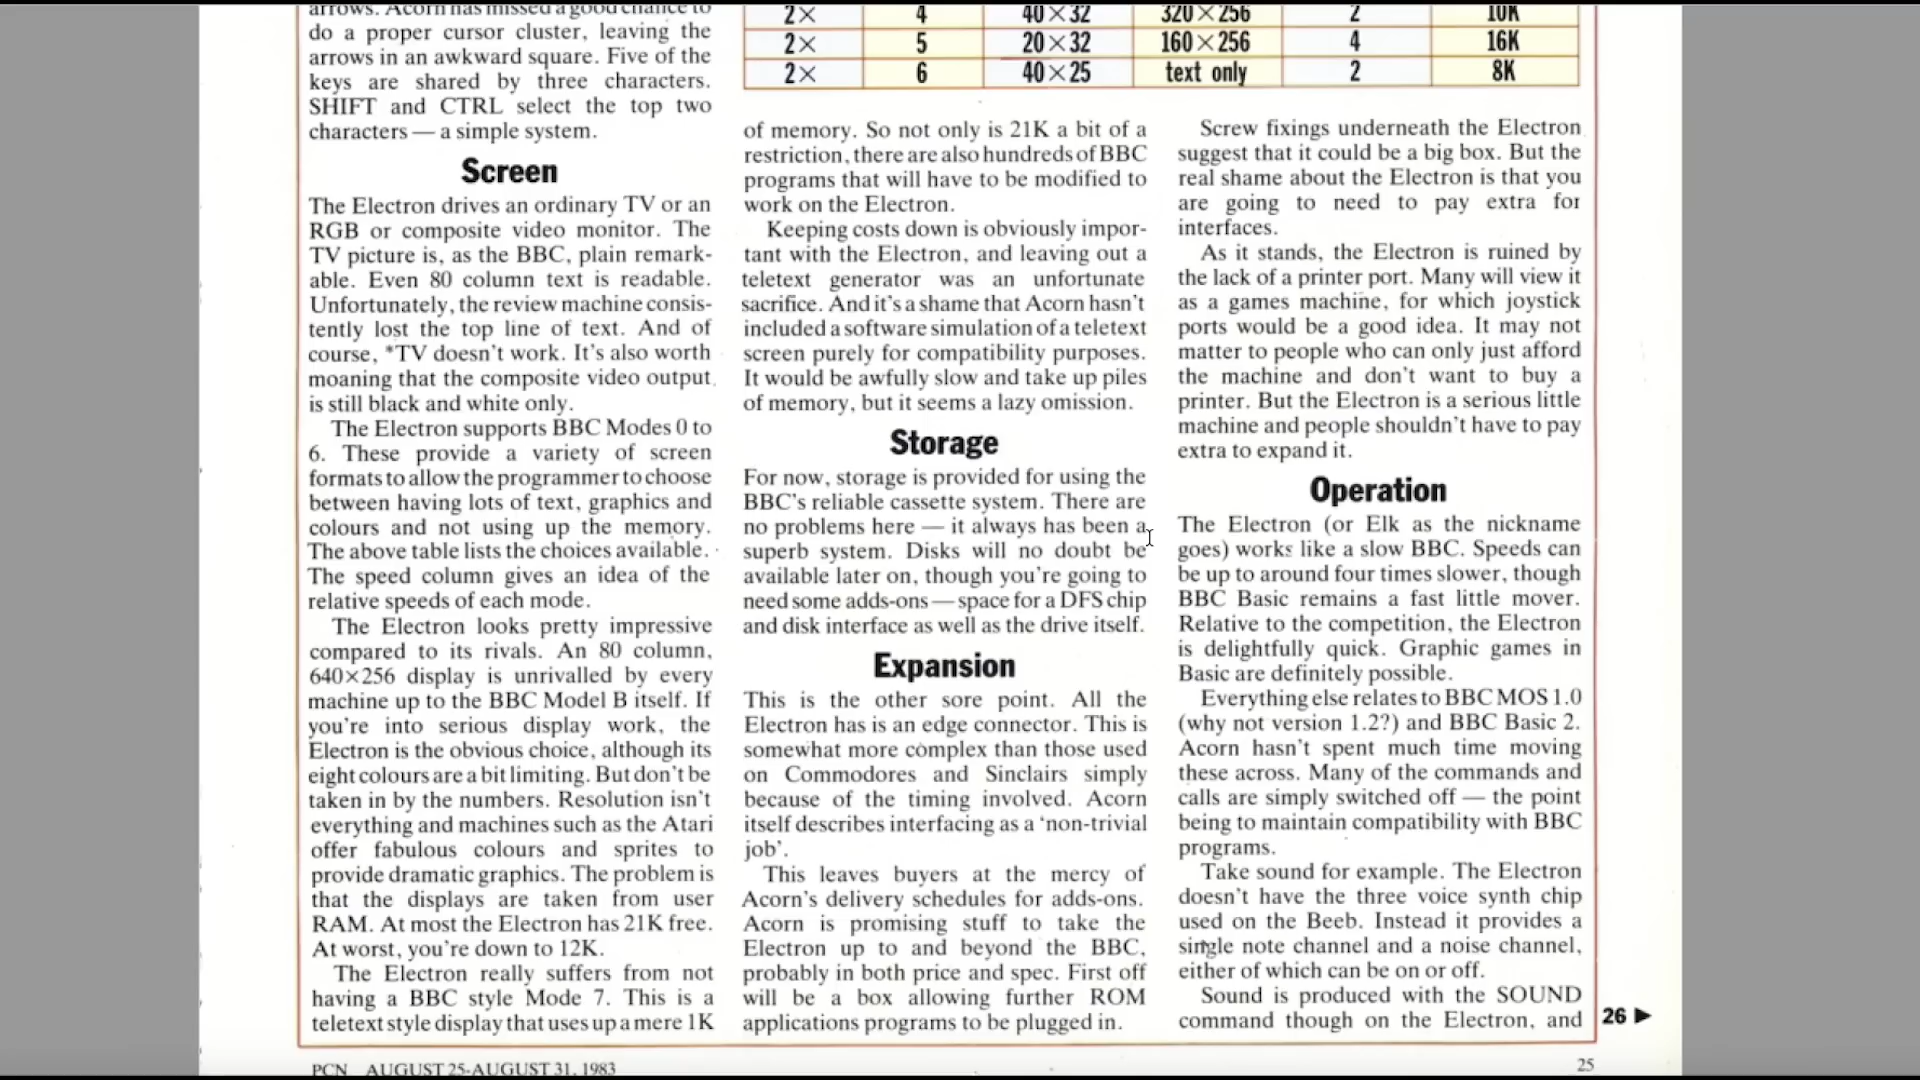 arrows. Acorn has missed a good chance to
do a proper cursor cluster, leaving the
arrows in an awkward square. Five of the
keys are shared by three characters.
SHIFT and CTRL select the top two
characters — a simple system.
Screen
The Electron drives an ordinary TV or an
RGB or composite video monitor. The
TV picture is, as the BBC, plain remark-
able. Even 80 column text is readable.
Unfortunately, the review machine consis-
tently lost the top line of text. And of
course, *TV doesn't work. It's also worth
moaning that the composite video output
is still black and white only.
The Electron supports BBC Modes 0 to
6. These provide a variety of screen
formats to allow the programmer to choose
between having lots of text, graphics and
colours and not using up the memory.
The above table lists the choices available.
The speed column gives an idea of the
relative speeds of each mode.
The Electron looks pretty impressive
compared to its rivals. An 80 column,
640×256 display is unrivalled by every
machine up to the BBC Model B itself. If
you're into serious display work, the
Electron is the obvious choice, although its
eight colours are a bit limiting. But don't be
taken in by the numbers. Resolution isn't
everything and machines such as the Atari
offer fabulous colours and sprites to
provide dramatic graphics. The problem is
that the displays are taken from user
RAM. At most the Electron has 21K free.
At worst, you're down to 12K.
The Electron really suffers from not
having a BBC style Mode 7. This is a
teletext style display that uses up a mere 1K
2× 4 40×32 320×256 2 10K
2× 5 20×32 160×256 4 16K
2× 6 40×25 text only 2 8K
of memory. So not only is 21K a bit of a
restriction, there are also hundreds of BBC
programs that will have to be modified to
work on the Electron.
Keeping costs down is obviously impor-
tant with the Electron, and leaving out a
teletext generator was an unfortunate
sacrifice. And it's a shame that Acorn hasn't
included a software simulation of a teletext
screen purely for compatibility purposes.
It would be awfully slow and take up piles
of memory, but it seems a lazy omission.
Storage
For now, storage is provided for using the
BBC's reliable cassette system. There are
no problems here — it always has been a
superb system. Disks will no doubt be
available later on, though you're going to
need some adds-ons — space for a DFS chip
and disk interface as well as the drive itself.
Expansion
This is the other sore point. All the
Electron has is an edge connector. This is
somewhat more complex than those used
on Commodores and Sinclairs simply
because of the timing involved. Acorn
itself describes interfacing as a 'non-trivial
job'.
This leaves buyers at the mercy of
Acorn's delivery schedules for adds-ons.
Acorn is promising stuff to take the
Electron up to and beyond the BBC,
probably in both price and spec. First off
will be a box allowing further ROM
applications programs to be plugged in.
Screw fixings underneath the Electron
suggest that it could be a big box. But the
real shame about the Electron is that you
are going to need to pay extra for
interfaces.
As it stands, the Electron is ruined by
the lack of a printer port. Many will view it
as a games machine, for which joystick
ports would be a good idea. It may not
matter to people who can only just afford
the machine and don't want to buy a
printer. But the Electron is a serious little
machine and people shouldn't have to pay
extra to expand it.
Operation
The Electron (or Elk as the nickname
goes) works like a slow BBC. Speeds can
be up to around four times slower, though
BBC Basic remains a fast little mover.
Relative to the competition, the Electron
is delightfully quick. Graphic games in
Basic are definitely possible.
Everything else relates to BBC MOS 1.0
(why not version 1.2?) and BBC Basic 2.
Acorn hasn't spent much time moving
these across. Many of the commands and
calls are simply switched off — the point
being to maintain compatibility with BBC
programs.
Take sound for example. The Electron
doesn't have the three voice synth chip
used on the Beeb. Instead it provides a
single note channel and a noise channel,
either of which can be on or off.
Sound is produced with the SOUND
command though on the Electron, and
26 ▶
PCN AUGUST 25-AUGUST 31, 1983
25